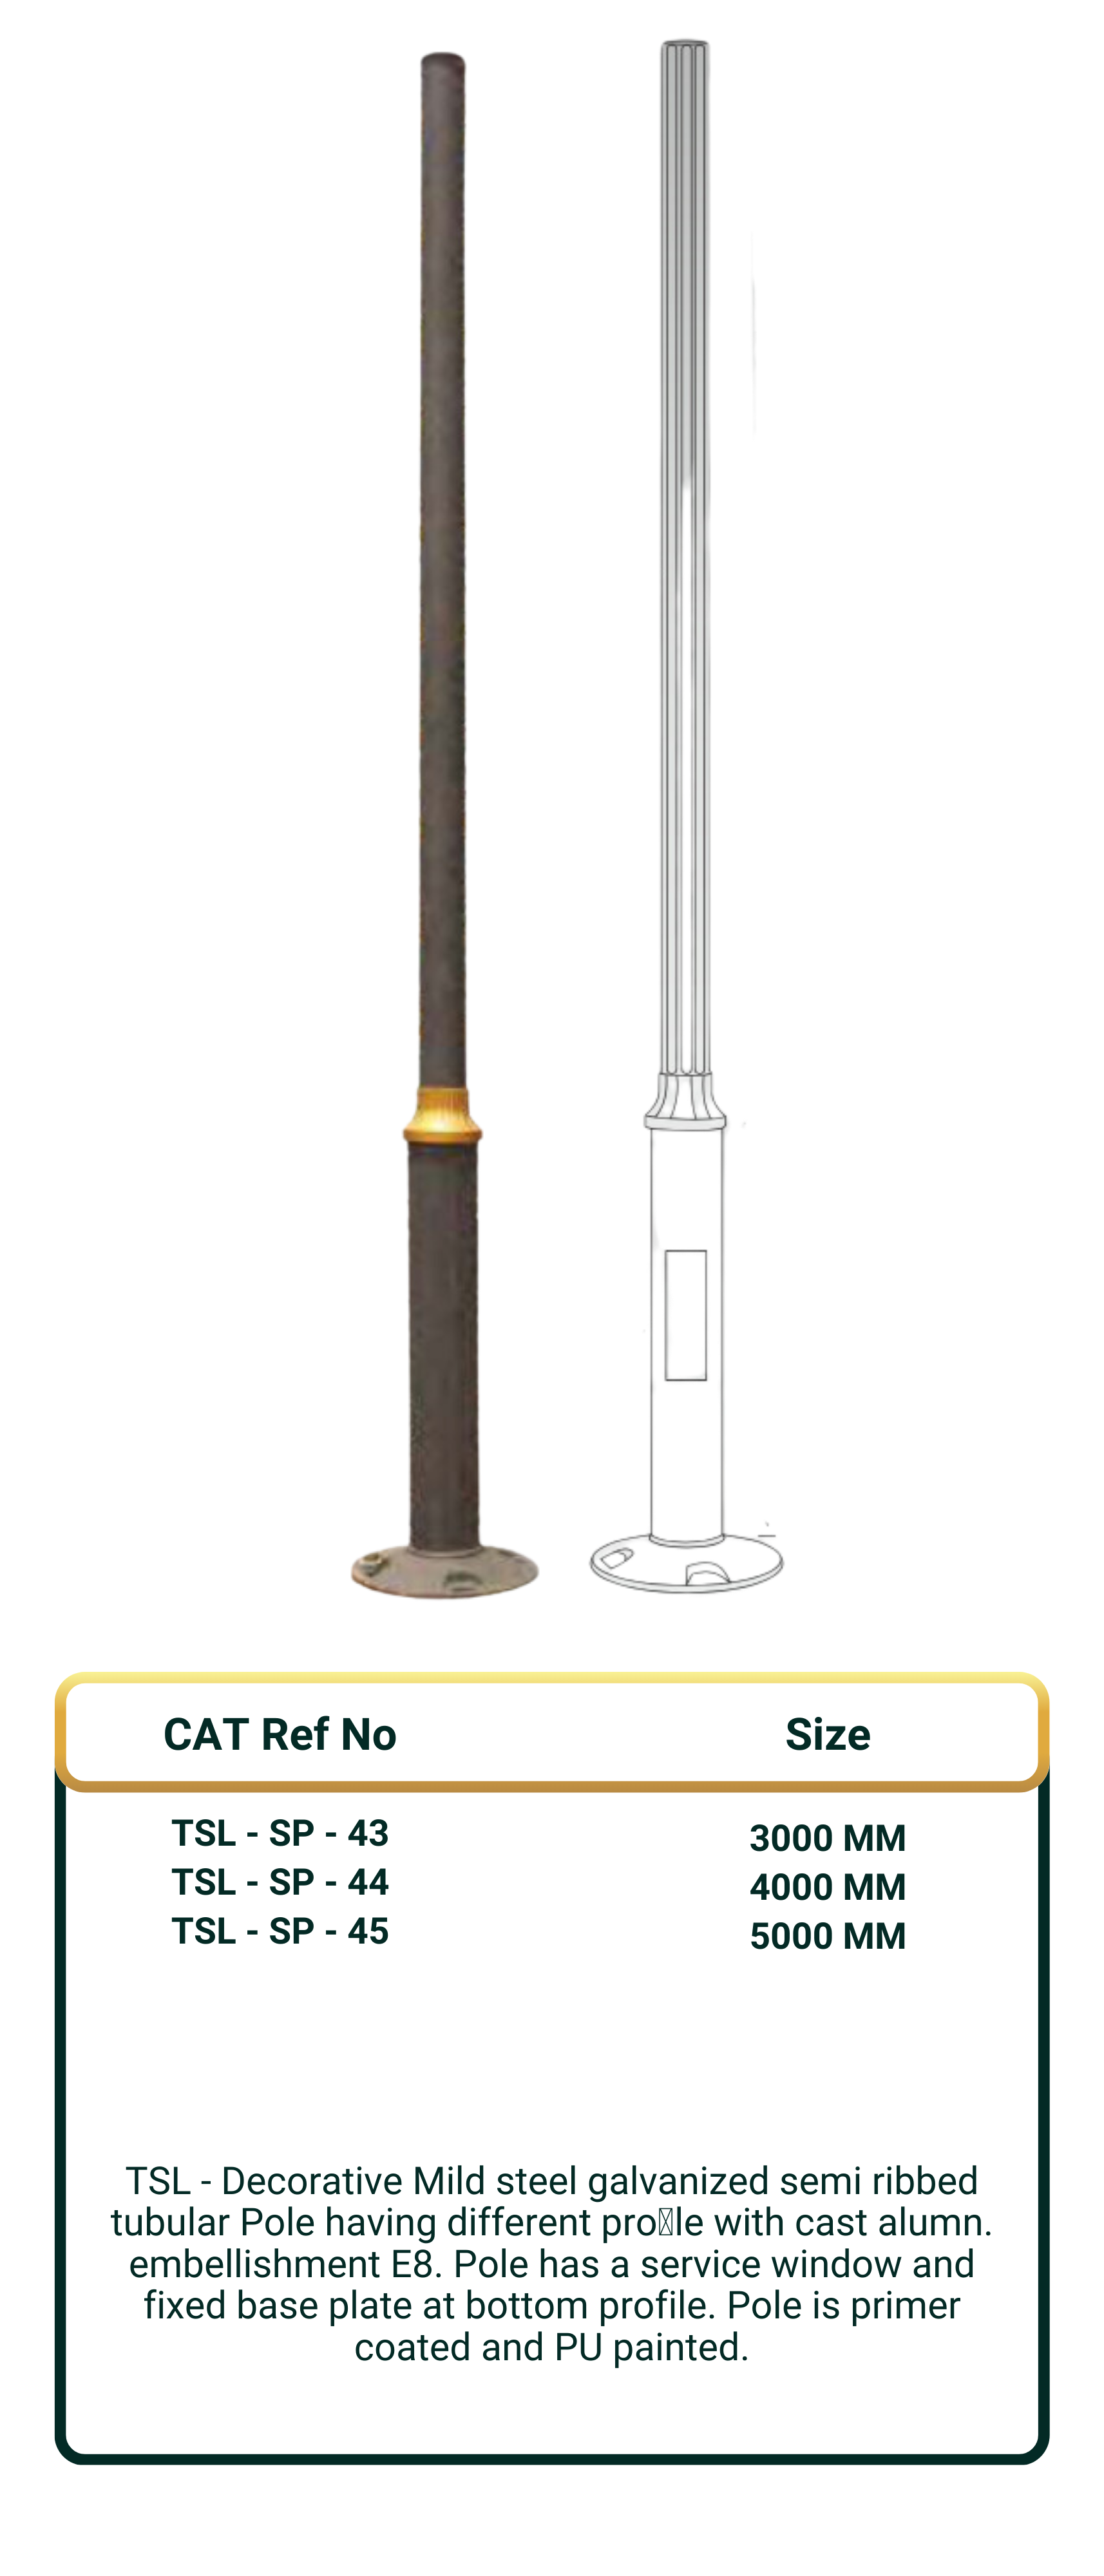 CAT Ref No Size
TSL - SP - 43 3000 MM
TSL - SP - 44 4000 MM
TSL - SP - 45 5000 MM
TSL - Decorative Mild steel galvanized semi ribbed
tubular Pole having different pro▯le with cast alumn.
embellishment E8. Pole has a service window and
fixed base plate at bottom profile. Pole is primer
coated and PU painted.